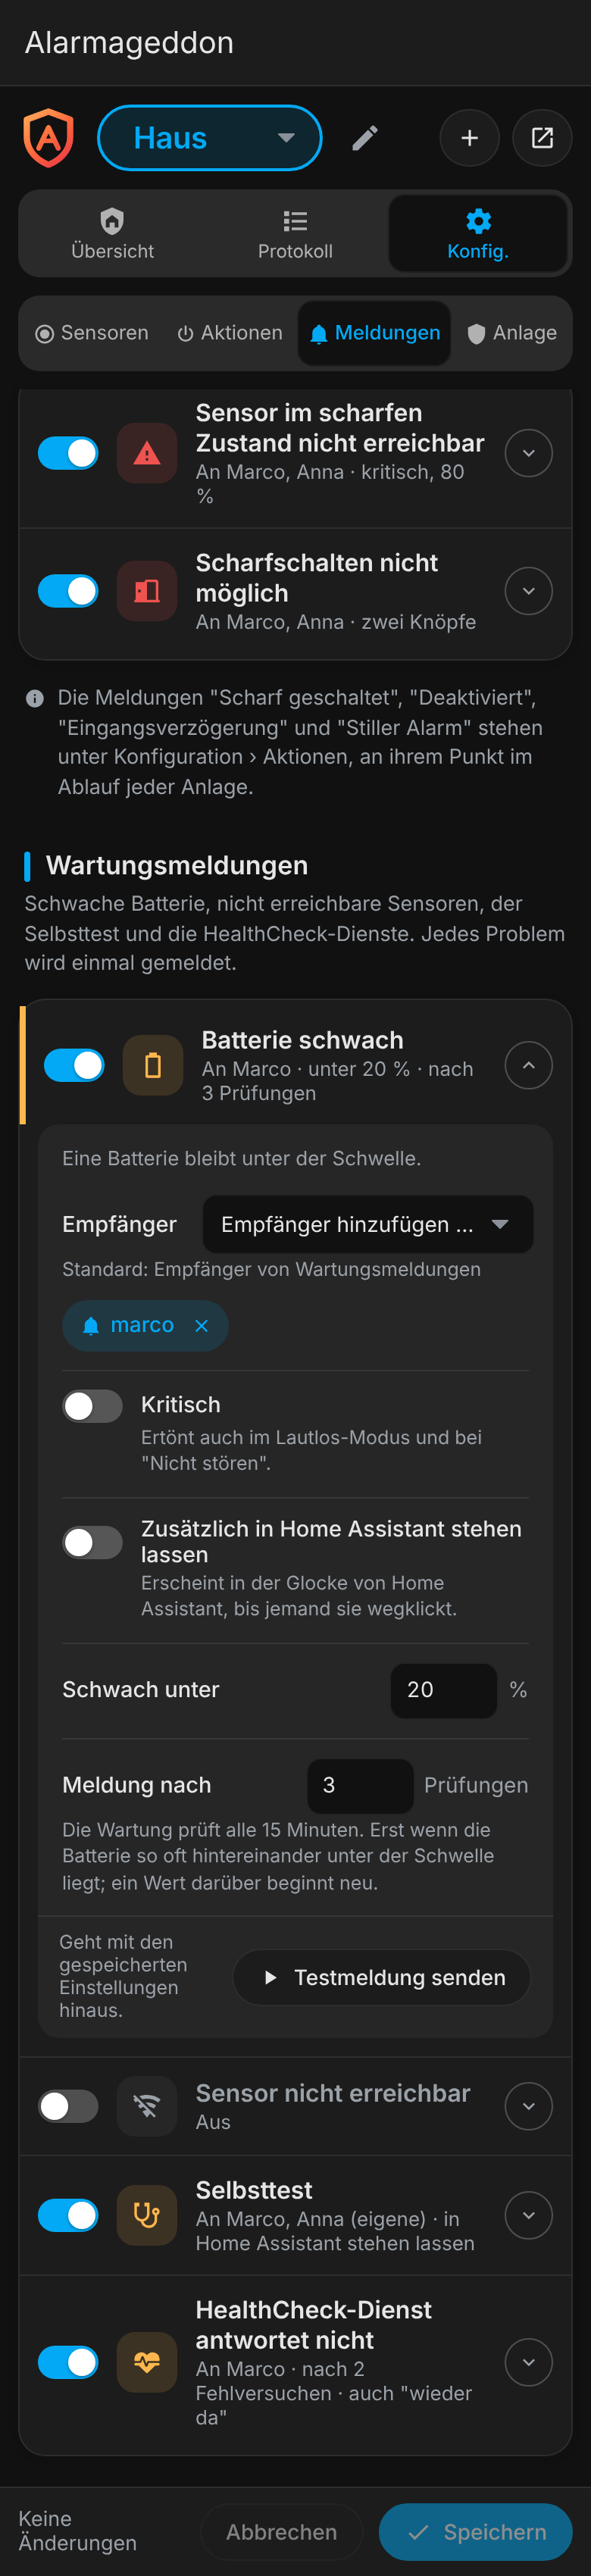 Alarmageddon
Haus
Übersicht
Protokoll
Konfig.
Sensoren
Aktionen
Meldungen
Anlage
Sensor im scharfen
Zustand nicht erreichbar
An Marco, Anna · kritisch, 80
%
Scharfschalten nicht
möglich
An Marco, Anna · zwei Knöpfe
Die Meldungen "Scharf geschaltet", "Deaktiviert",
"Eingangsverzögerung" und "Stiller Alarm" stehen
unter Konfiguration › Aktionen, an ihrem Punkt im
Ablauf jeder Anlage.
Wartungsmeldungen
Schwache Batterie, nicht erreichbare Sensoren, der
Selbsttest und die HealthCheck-Dienste. Jedes Problem
wird einmal gemeldet.
Batterie schwach
An Marco · unter 20 % · nach
3 Prüfungen
Eine Batterie bleibt unter der Schwelle.
Empfänger
Empfänger hinzufügen ...
Standard: Empfänger von Wartungsmeldungen
marco
Kritisch
Ertönt auch im Lautlos-Modus und bei
"Nicht stören".
Zusätzlich in Home Assistant stehen
lassen
Erscheint in der Glocke von Home
Assistant, bis jemand sie wegklickt.
Schwach unter
20
%
Meldung nach
3
Prüfungen
Die Wartung prüft alle 15 Minuten. Erst wenn die
Batterie so oft hintereinander unter der Schwelle
liegt; ein Wert darüber beginnt neu.
Geht mit den
gespeicherten
Einstellungen
hinaus.
Testmeldung senden
Sensor nicht erreichbar
Aus
Selbsttest
An Marco, Anna (eigene) · in
Home Assistant stehen lassen
HealthCheck-Dienst
antwortet nicht
An Marco · nach 2
Fehlversuchen · auch "wieder
da"
Keine
Änderungen
Abbrechen
Speichern